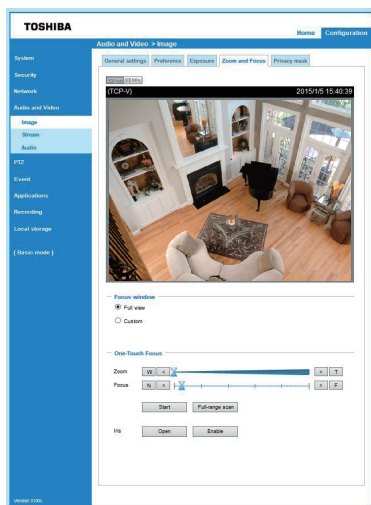 TOSHIBA
Home Configuration
Audio and Video > Image
System
Security
Network
Audio and Video
Image
Stream
Audio
PTZ
Event
Applications
Recording
Local storage
[ Basic mode ]
General settings Preference Exposure Zoom and Focus Privacy mask
(TCP-V) 2015/1/5 15:40:39
Focus window
Full view
Custom
One-Touch Focus
Zoom W < > T
Focus N < > F
Start Full-range scan
Iris Open Enable